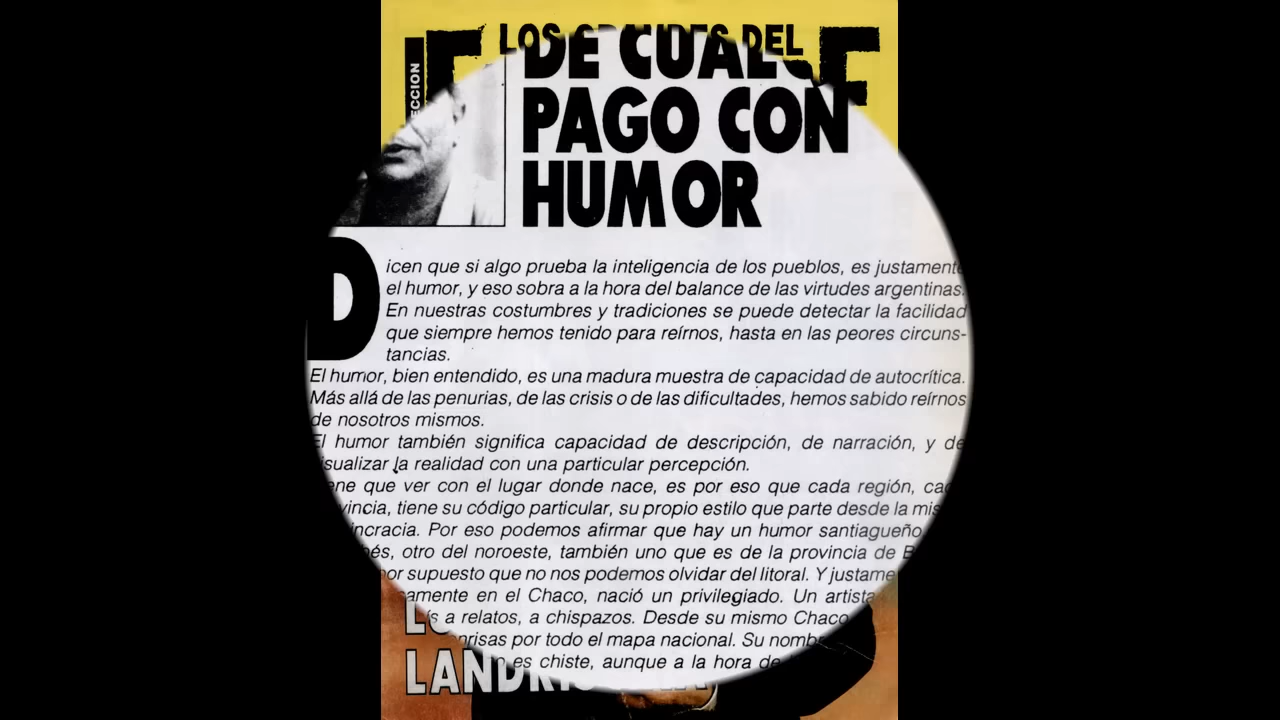 LOS
DEL
ECCION
DE CUAL
PAGO CON
HUMOR
Dicen que si algo prueba la inteligencia de los pueblos, es justamente
el humor, y eso sobra a la hora del balance de las virtudes argentinas.
En nuestras costumbres y tradiciones se puede detectar la facilidad
que siempre hemos tenido para reírnos, hasta en las peores circuns-
tancias.
El humor, bien entendido, es una madura muestra de capacidad de autocrítica.
Más allá de las penurias, de las crisis o de las dificultades, hemos sabido reírnos
de nosotros mismos.
El humor también significa capacidad de descripción, de narración, y de
isualizar la realidad con una particular percepción.
ene que ver con el lugar donde nace, es por eso que cada región, ca
vincia, tiene su código particular, su propio estilo que parte desde la mis
incracia. Por eso podemos afirmar que hay un humor santiagueño
bés, otro del noroeste, también uno que es de la provincia de B
or supuesto que no nos podemos olvidar del litoral. Y justame
amente en el Chaco, nació un privilegiado. Un artista
is a relatos, a chispazos. Desde su mismo Chaco
nrisas por todo el mapa nacional. Su nomb
es chiste, aunque a la hora de
LANDRIS